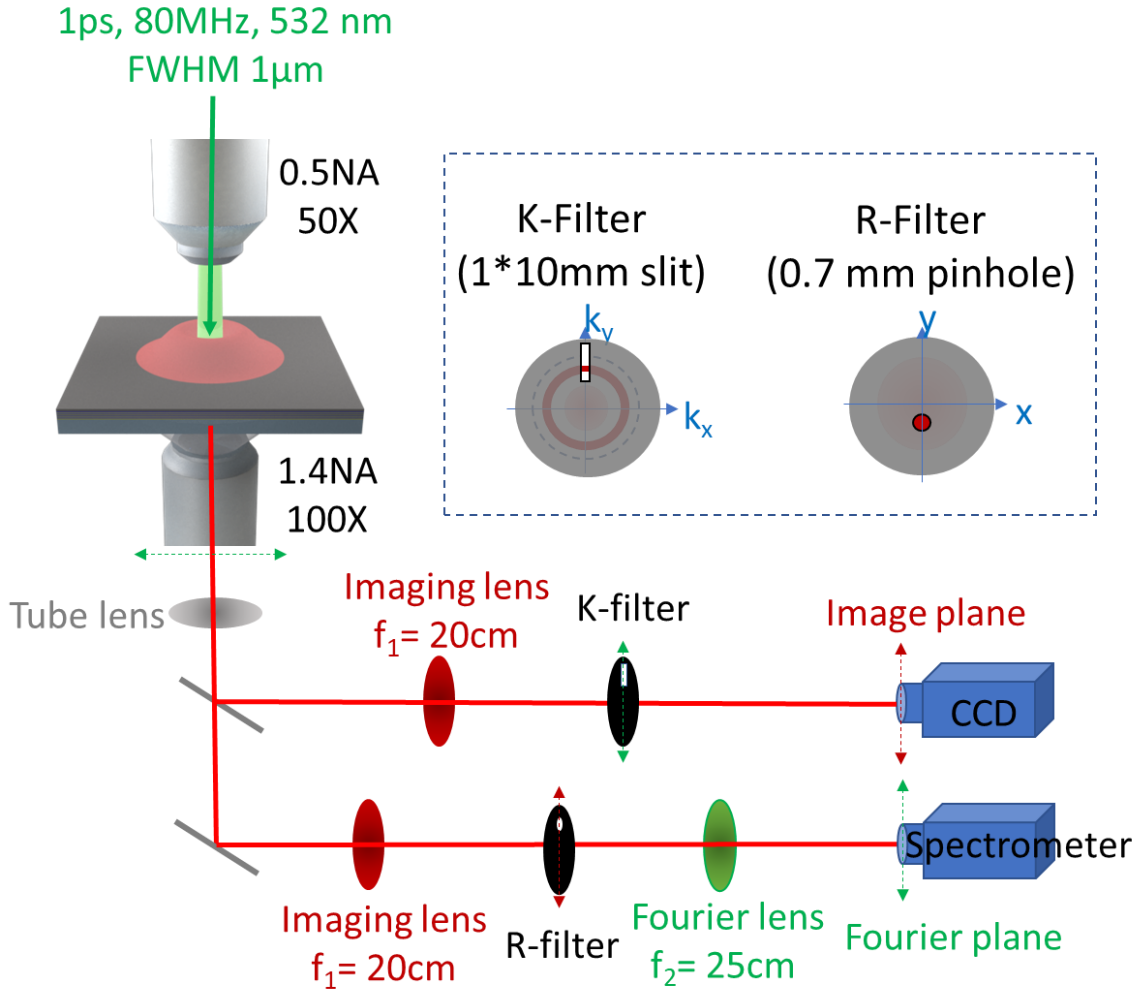 1ps, 80MHz, 532 nm
FWHM 1µm
0.5NA
50X
K-Filter
(1*10mm slit)
R-Filter
(0.7 mm pinhole)
ky
kx
y
x
1.4NA
100X
Tube lens
Imaging lens
f1= 20cm
K-filter
Image plane
CCD
Imaging lens
f1= 20cm
R-filter
Fourier lens
f2= 25cm
Spectrometer
Fourier plane